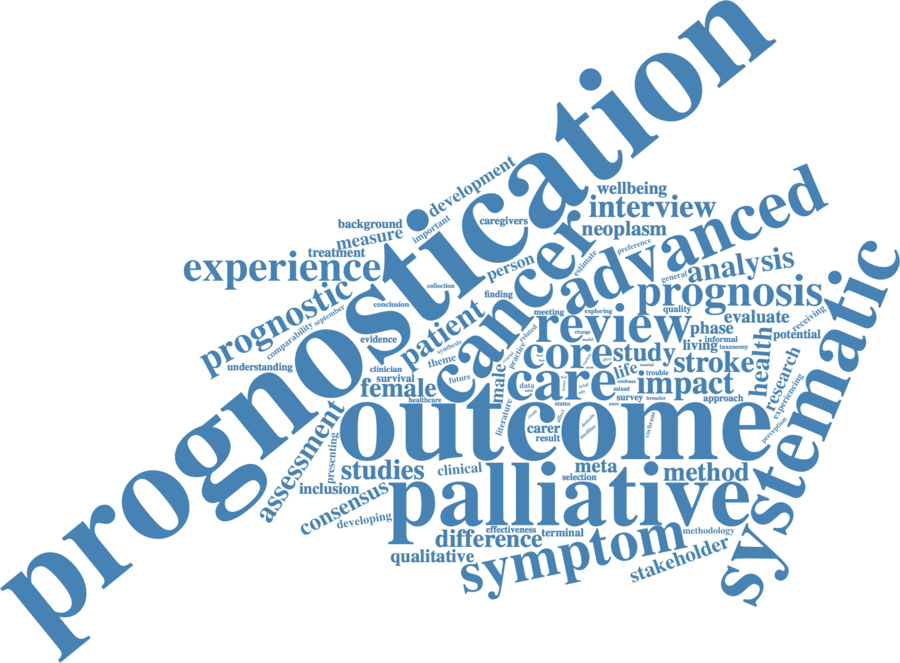 prognostication
outcome
palliative
systematic
advanced
cancer
symptom
care
core
review
prognosis
experience
prognostic
patient
interview
neoplasm
wellbeing
development
background
measure
treatment
important
caregivers
person
estimate
preference
general
analysis
quality
evaluate
receiving
potential
phase
informal
living
taxonomy
stroke
health
research
experiencing
perception
impact
study
life
trouble
mixed
survey
broader
approach
meeting
exploring
finding
collection
conclusion
evidence
september
comparability
understanding
clinician
survival
female
healthcare
future
theme
synthesis
practice
related
male
literature
data
status
carer
result
cochrane
assessment
presenting
studies
clinical
meta
selection
method
inclusion
consensus
developing
effectiveness
terminal
difference
qualitative
methodology
stakeholder